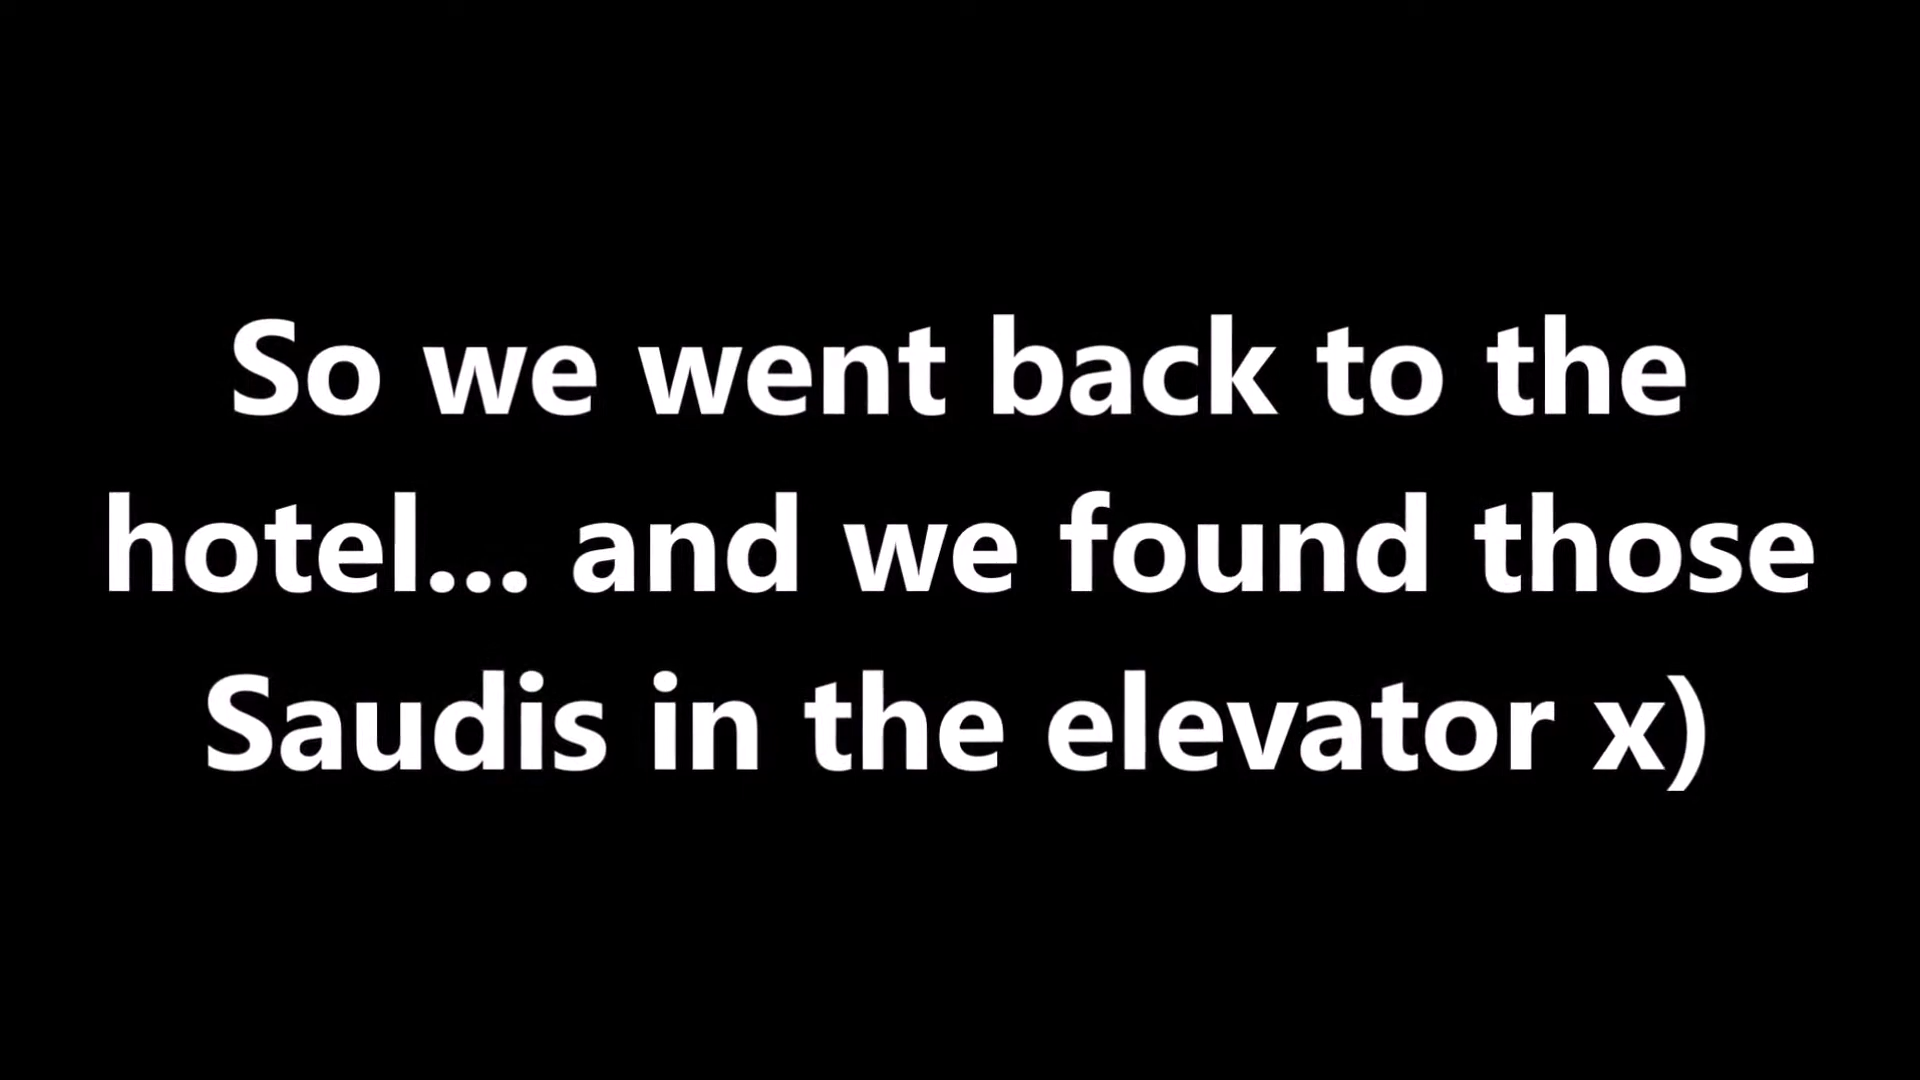 So we went back to the
hotel... and we found those
Saudis in the elevator x)